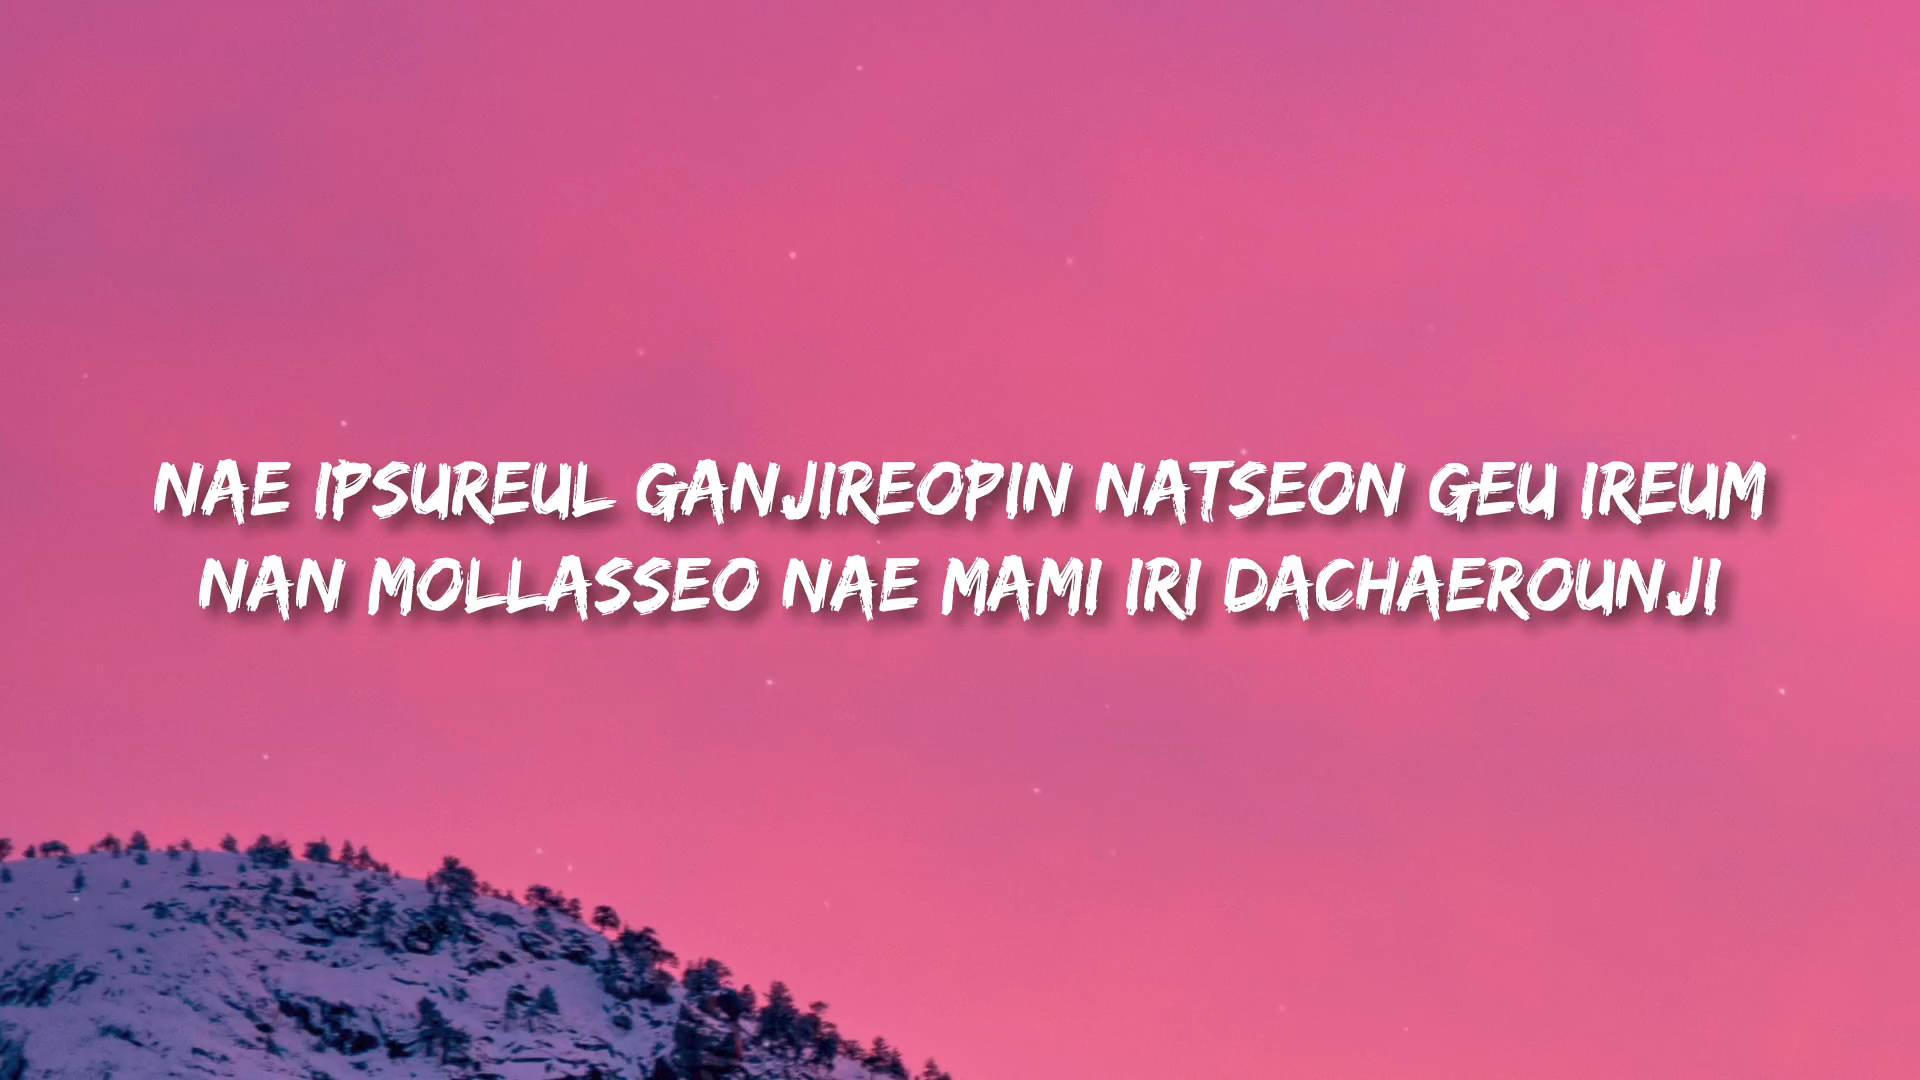 NAE IPSUREUL GANJIREOPIN NATSEON GEU IREUM
NAN MOLLASSEO NAE MAMI IRI DACHAEROUNJI